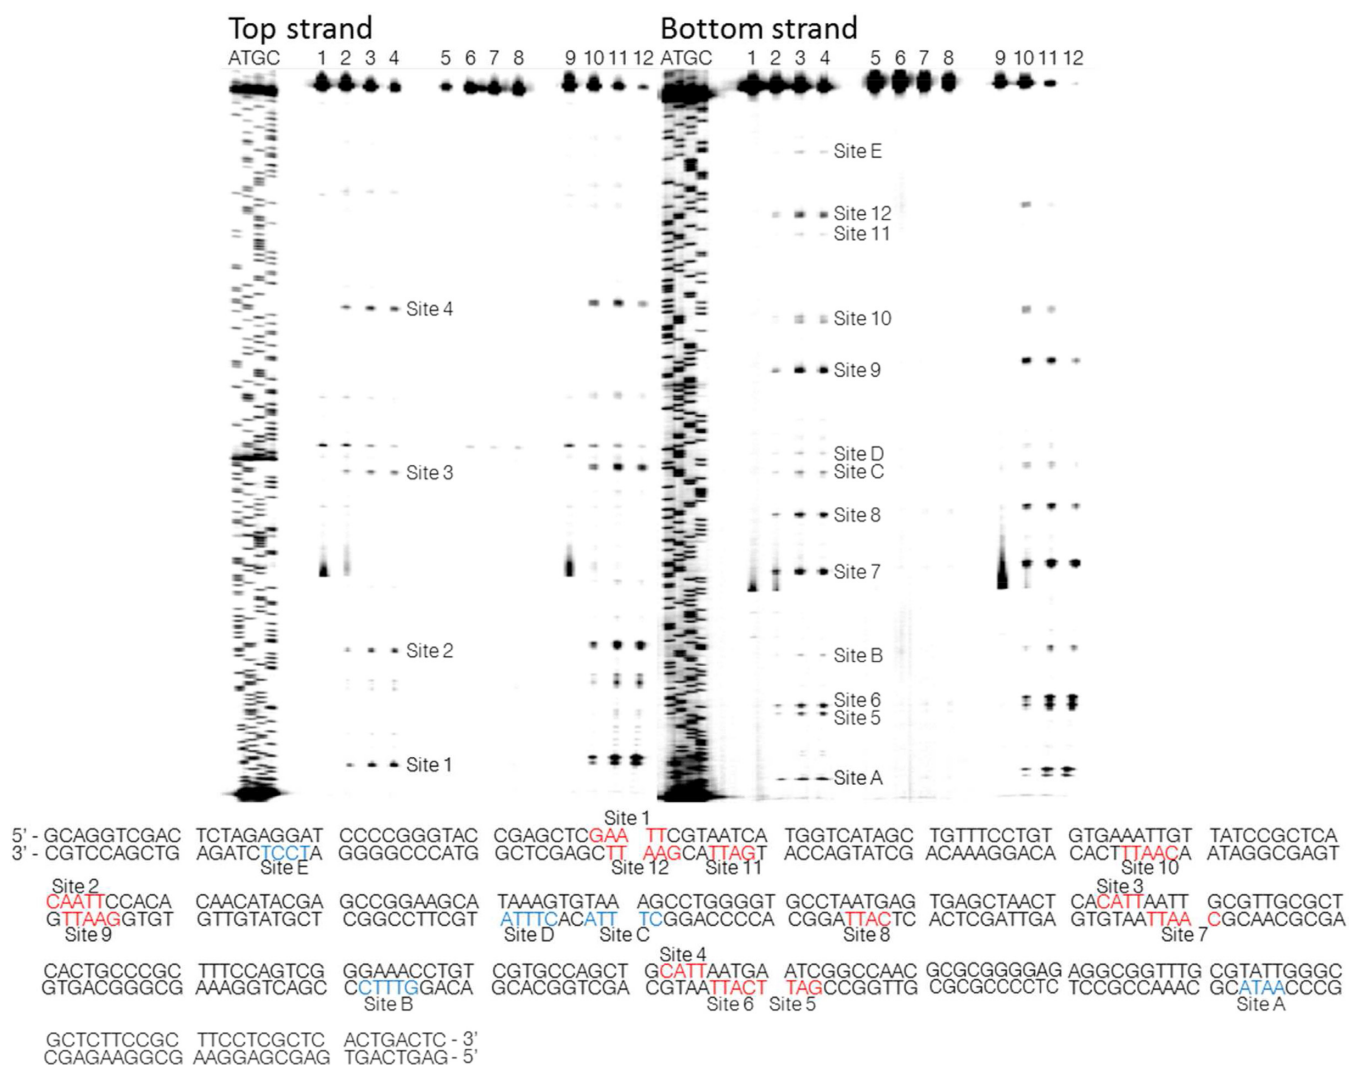 Top strand Bottom strand
ATGC 1 2 3 4 5 6 7 8 9 10 11 12 ATGC 1 2 3 4 5 6 7 8 9 10 11 12
Site E
Site 12
Site 11
Site 4 Site 10
Site 9
Site D
Site 3 Site C
Site 8
Site 7
Site 2 Site B
Site 6
Site 5
Site 1 Site A
Site 1
5' - GCAGGTCGAC TCTAGAGGAT CCCCGGGTAC CGAGCTCGAA TTCGTAATCA TGGTCATAGC TGTTTCCTGT GTGAAATTGT TATCCGCTCA
3' - CGTCCAGCTG AGATCTCCTA GGGGCCCATG GCTCGAGCTT AAGCATTAGT ACCAGTATCG ACAAAGGACA CACTTTAACA ATAGGCGAGT
Site E Site 12 Site 11 Site 10
Site 2 Site 3
CAATTCCACA CAACATACGA GCCGGAAGCA TAAAGTGTAA AGCCTGGGGT GCCTAATGAG TGAGCTAACT CACATTAATT GCGTTGCGCT
GTTAAGGTGT GTTGTATGCT CGGCCTTCGT ATTTCACATT TCGGACCCCA CGGATTACTC ACTCGATTGA GTGTAATTAA CGCAACGCGA
Site 9 Site D Site C Site 8 Site 7
Site 4
CACTGCCCGC TTTCCAGTCG GGAAACCTGT CGTGCCAGCT GCATTAATGA ATCGGCCAAC GCGCGGGGAG AGGCGGTTTG CGTATTGGGC
GTGACGGGCG AAAGGTCAGC CCTTTGGACA GCACGGTCGA CGTAATTACT TAGCCGGTTG CGCGCCCCTC TCCGCCAAAC GCATAACCCG
Site B Site 6 Site 5 Site A
GCTCTTCCGC TTCCTCGCTC ACTGACTC - 3'
CGAGAAGGCG AAGGAGCGAG TGACTGAG - 5'